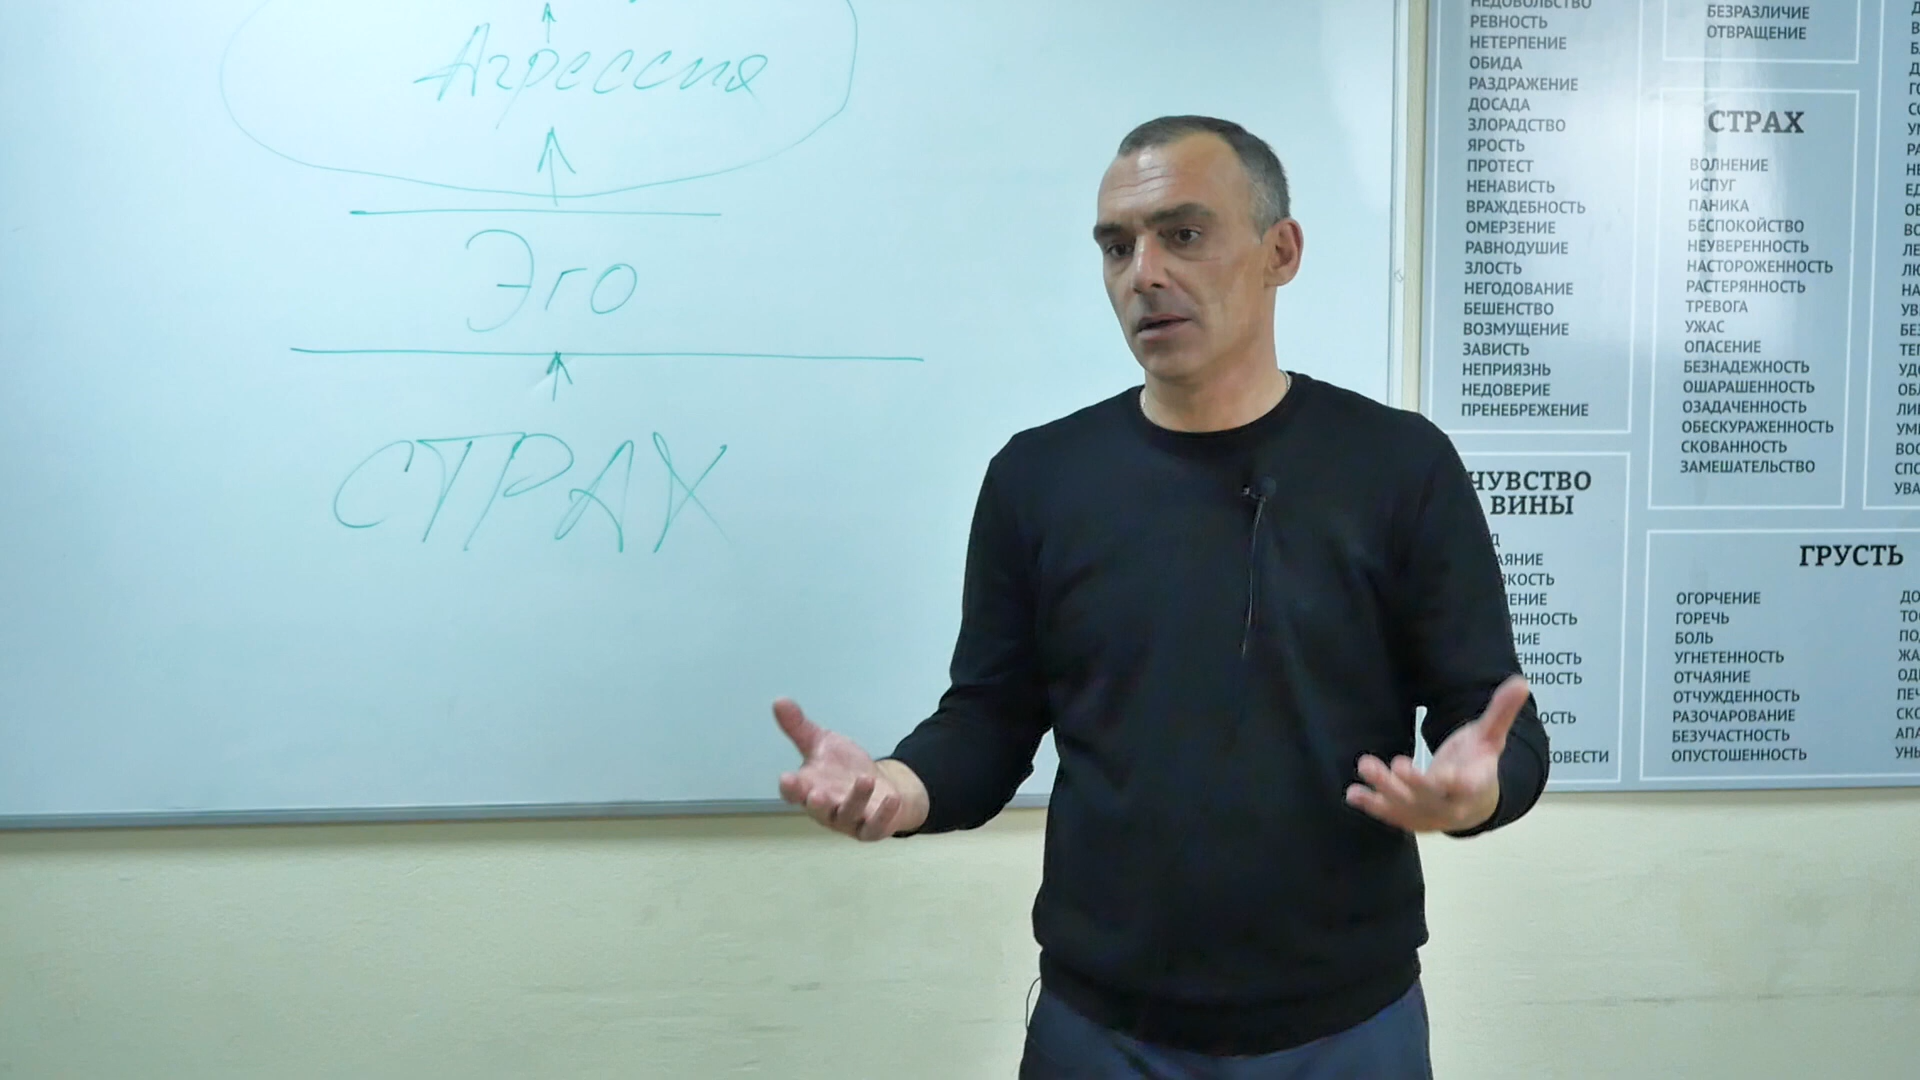 Агрессия
Эго
СТРАХ
НЕДОВОЛЬСТВО
РЕВНОСТЬ
НЕТЕРПЕНИЕ
ОБИДА
РАЗДРАЖЕНИЕ
ДОСАДА
ЗЛОРАДСТВО
ЯРОСТЬ
ПРОТЕСТ
НЕНАВИСТЬ
ВРАЖДЕБНОСТЬ
ОМЕРЗЕНИЕ
РАВНОДУШИЕ
ЗЛОСТЬ
НЕГОДОВАНИЕ
БЕШЕНСТВО
ВОЗМУЩЕНИЕ
ЗАВИСТЬ
НЕПРИЯЗНЬ
НЕДОВЕРИЕ
ПРЕНЕБРЕЖЕНИЕ
ЧУВСТВО
ВИНЫ
БЕЗРАЗЛИЧИЕ
ОТВРАЩЕНИЕ
СТРАХ
ВОЛНЕНИЕ
ИСПУГ
ПАНИКА
БЕСПОКОЙСТВО
НЕУВЕРЕННОСТЬ
НАСТОРОЖЕННОСТЬ
РАСТЕРЯННОСТЬ
ТРЕВОГА
УЖАС
ОПАСЕНИЕ
БЕЗНАДЕЖНОСТЬ
ОШАРАШЕННОСТЬ
ОЗАДАЧЕННОСТЬ
ОБЕСКУРАЖЕННОСТЬ
СКОВАННОСТЬ
ЗАМЕШАТЕЛЬСТВО
ГРУСТЬ
ОГОРЧЕНИЕ
ГОРЕЧЬ
БОЛЬ
УГНЕТЕННОСТЬ
ОТЧАЯНИЕ
ОТЧУЖДЕННОСТЬ
РАЗОЧАРОВАНИЕ
БЕЗУЧАСТНОСТЬ
ОПУСТОШЕННОСТЬ